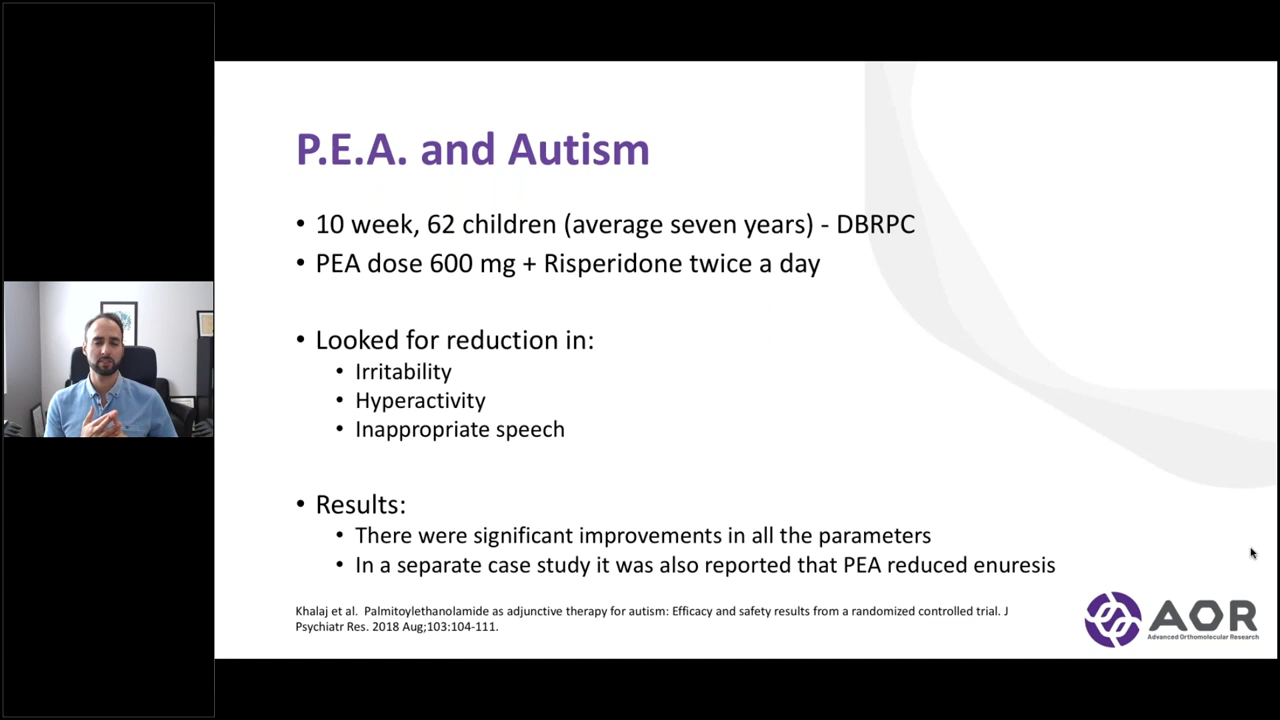 P.E.A. and Autism
• 10 week, 62 children (average seven years) - DBRPC
• PEA dose 600 mg + Risperidone twice a day
• Looked for reduction in:
• Irritability
• Hyperactivity
• Inappropriate speech
• Results:
• There were significant improvements in all the parameters
• In a separate case study it was also reported that PEA reduced enuresis
Khalaj et al.  Palmitoylethanolamide as adjunctive therapy for autism: Efficacy and safety results from a randomized controlled trial. J
Psychiatr Res. 2018 Aug;103:104-111.
AOR
Advanced Orthomolecular Research